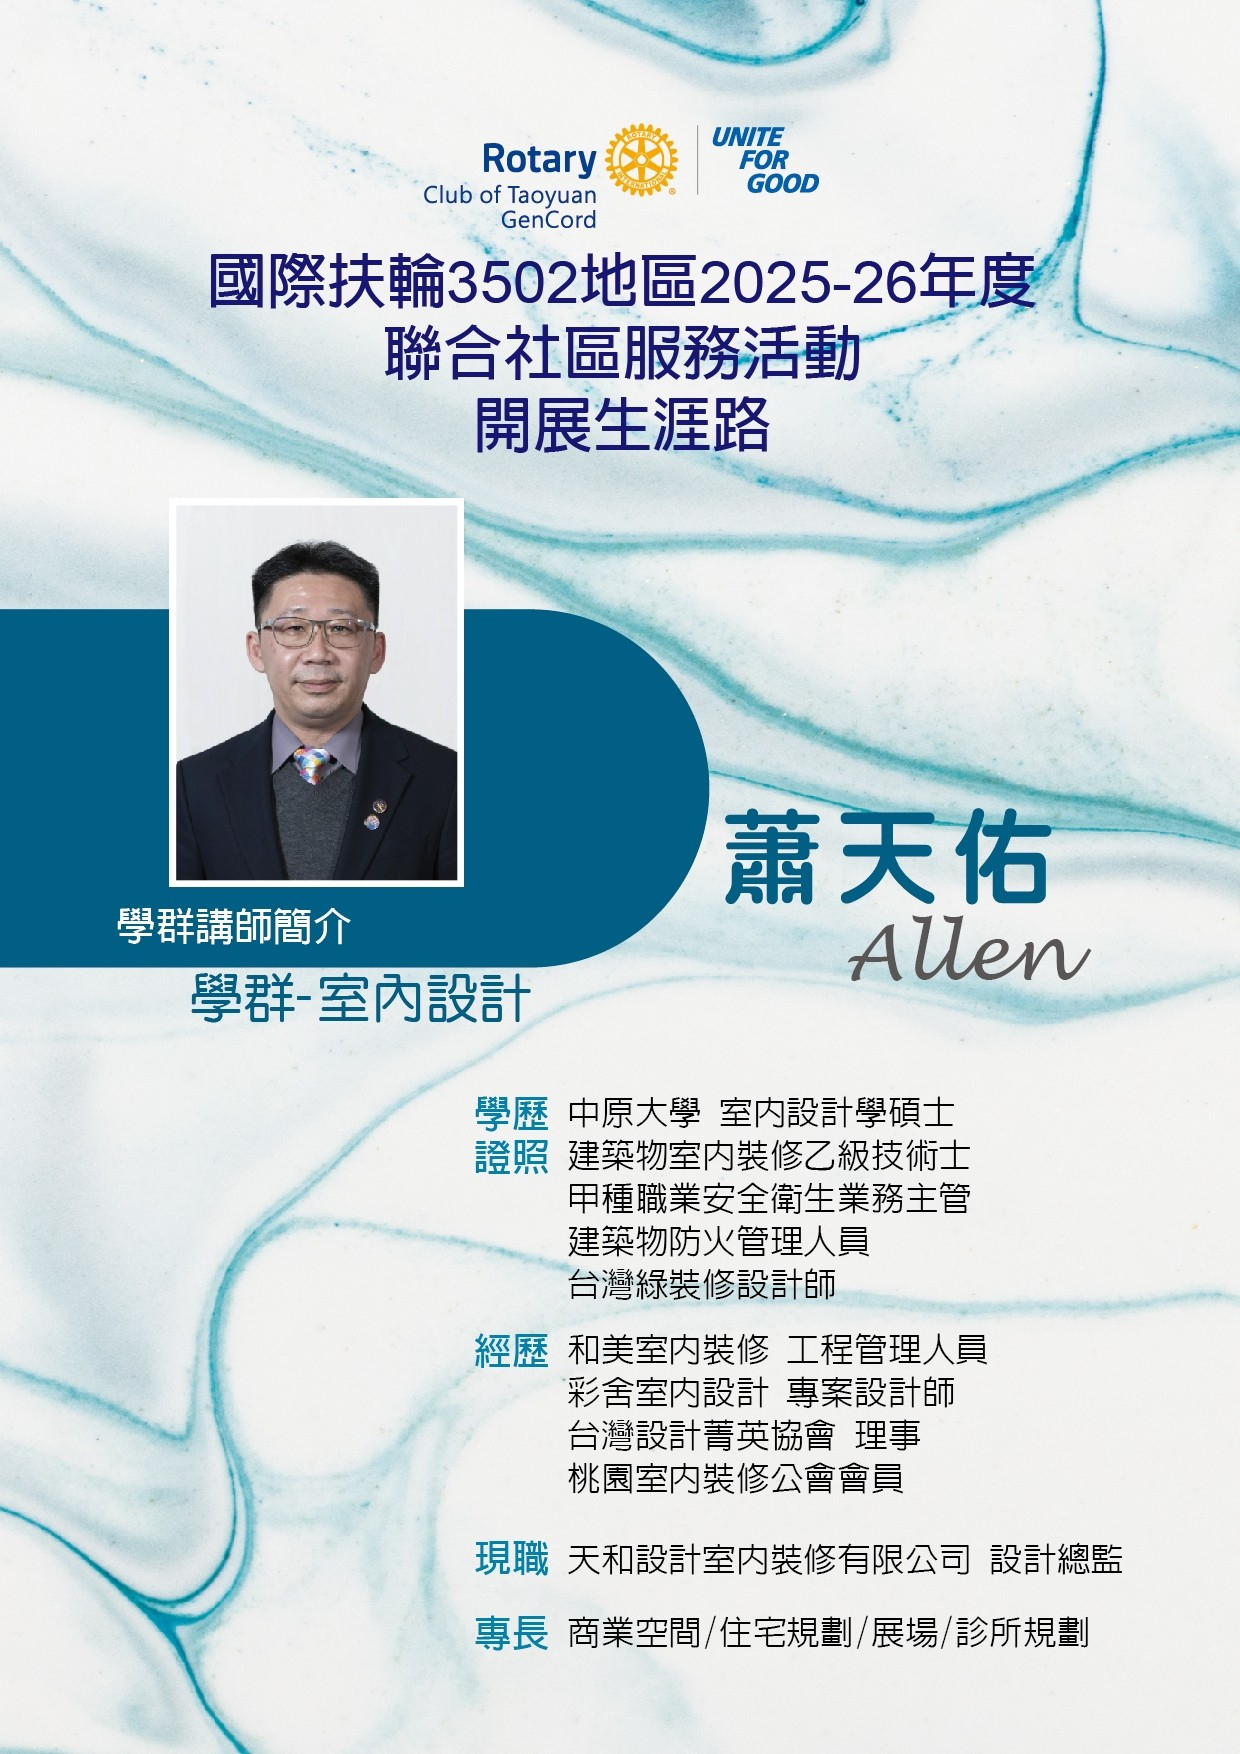 Rotary
Club of Taoyuan
GenCord
UNITE
FOR
GOOD
國際扶輪3502地區2025-26年度
聯合社區服務活動
開展生涯路
蕭天佑
Allen
學群講師簡介
學群-室內設計
學歷 中原大學 室內設計學碩士
證照 建築物室內裝修乙級技術士
甲種職業安全衛生業務主管
建築物防火管理人員
台灣綠裝修設計師
經歷 和美室內裝修 工程管理人員
彩舍室內設計 專案設計師
台灣設計菁英協會 理事
桃園室內裝修公會會員
現職 天和設計室內裝修有限公司 設計總監
專長 商業空間/住宅規劃/展場/診所規劃